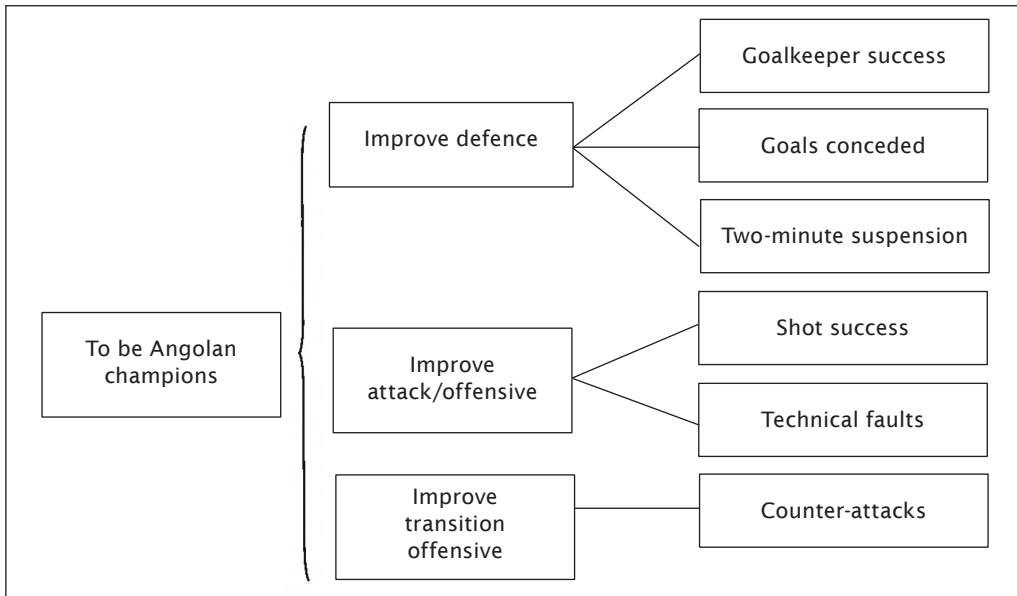 Goalkeeper success
Improve defence
Goals conceded
Two-minute suspension
To be Angolan
champions
Improve
attack/offensive
Shot success
Technical faults
Improve
transition
offensive
Counter-attacks